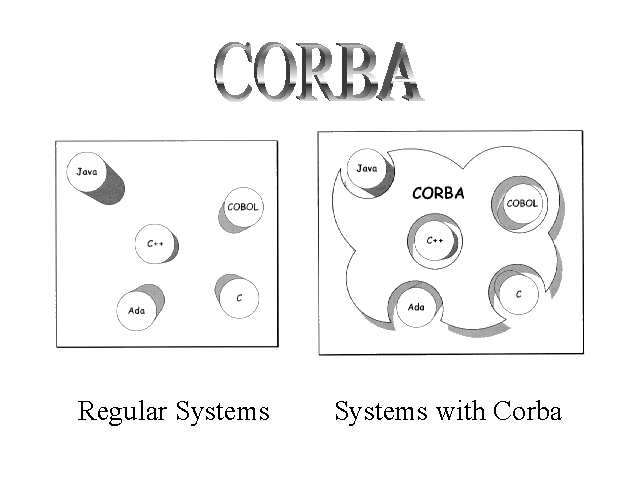 CORBA
Java
COBOL
C++
C
Ada
Java
CORBA
COBOL
C++
C
Ada
Regular Systems
Systems with Corba